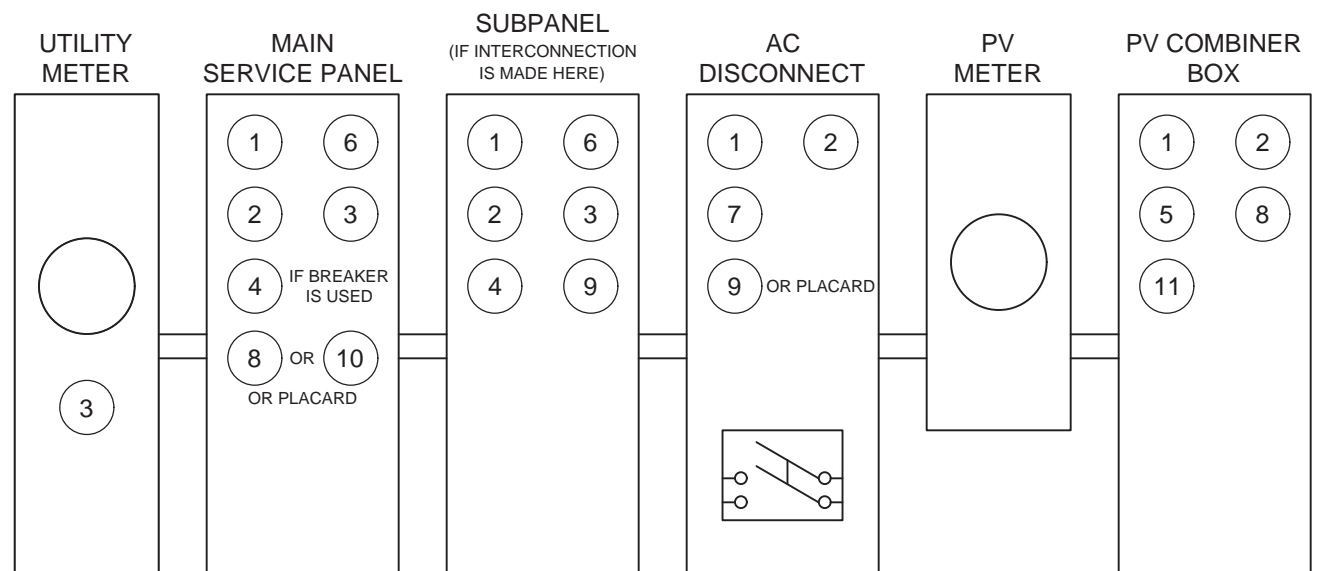 UTILITY
METER
MAIN
SERVICE PANEL
SUBPANEL
(IF INTERCONNECTION
IS MADE HERE)
AC
DISCONNECT
PV
METER
PV COMBINER
BOX
3
1 6
2 3
4 IF BREAKER
IS USED
8 OR 10
OR PLACARD
1 6
2 3
4 9
1 2
7
9 OR PLACARD
1 2
5 8
11